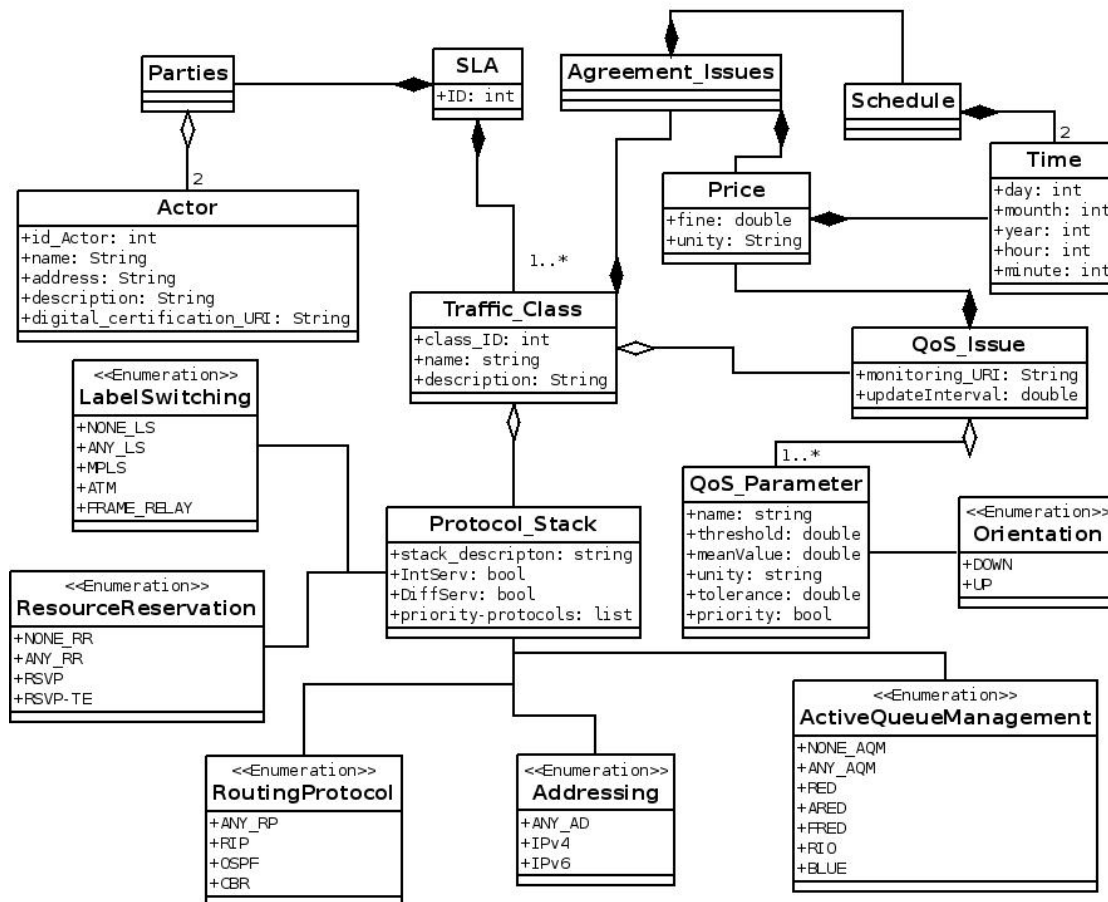 Parties
SLA
+ID: int
Agreement_Issues
Schedule
2
Time
+day: int
+mounth: int
+year: int
+hour: int
+minute: int
2
Actor
+id_Actor: int
+name: String
+address: String
+description: String
+digital_certification_URI: String
Price
+fine: double
+unity: String
1..*
Traffic_Class
+class_ID: int
+name: string
+description: String
QoS_Issue
+monitoring_URI: String
+updateInterval: double
<<Enumeration>>
LabelSwitching
+NONE_LS
+ANY_LS
+MPLS
+ATM
+FRAME_RELAY
1..*
QoS_Parameter
+name: string
+threshold: double
+meanValue: double
+unity: string
+tolerance: double
+priority: bool
<<Enumeration>>
Orientation
+DOWN
+UP
Protocol_Stack
+stack_descripton: string
+IntServ: bool
+DiffServ: bool
+priority-protocols: list
<<Enumeration>>
ResourceReservation
+NONE_RR
+ANY_RR
+RSVP
+RSVP-TE
<<Enumeration>>
RoutingProtocol
+ANY_RP
+RIP
+OSPF
+CBR
<<Enumeration>>
Addressing
+ANY_AD
+IPv4
+IPv6
<<Enumeration>>
ActiveQueueManagement
+NONE_AQM
+ANY_AQM
+RED
+ARED
+FRED
+RIO
+BLUE